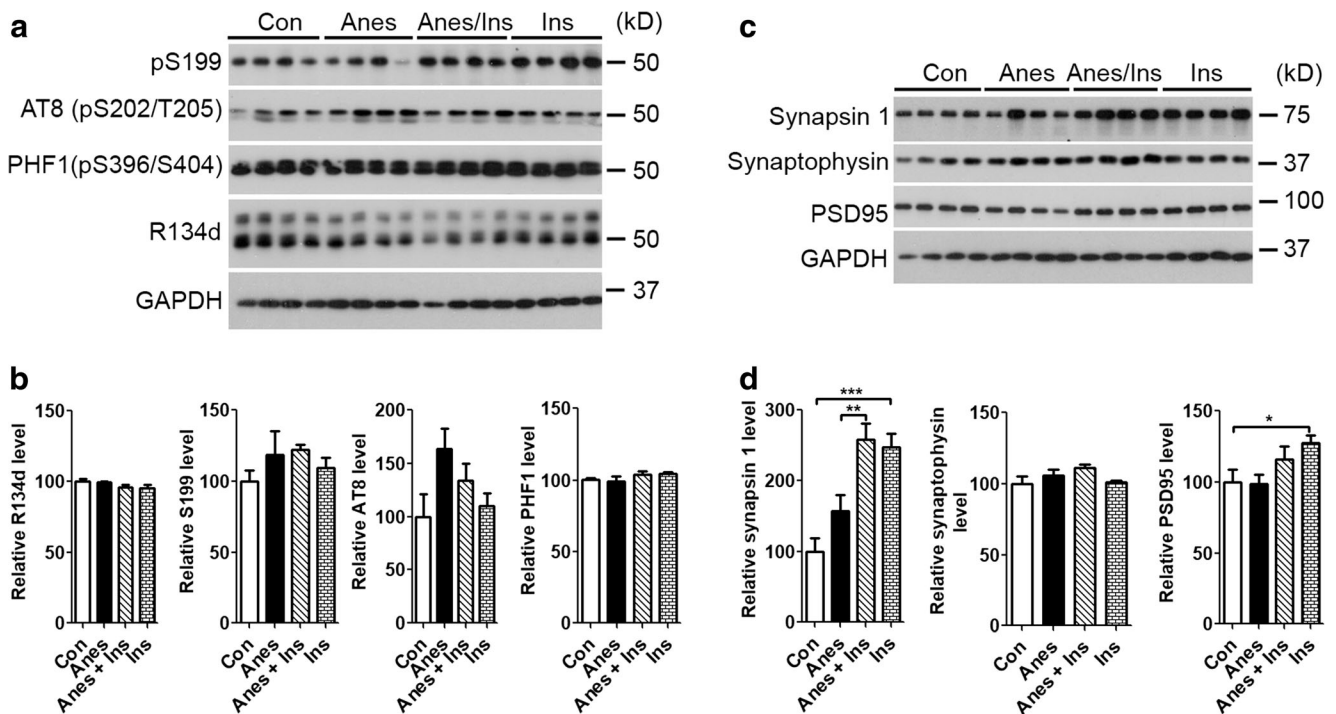 a
Con Anes Anes/Ins Ins (kD)
pS199 50
AT8 (pS202/T205) 50
PHF1(pS396/S404) 50
R134d 50
GAPDH 37
c
Con Anes Anes/Ins Ins (kD)
Synapsin 1 75
Synaptophysin 37
PSD95 100
GAPDH 37
b
Relative R134d level
150
100
50
0
Con
Anes
Anes + Ins
Ins
Relative S199 level
150
100
50
0
Con
Anes
Anes + Ins
Ins
Relative AT8 level
200
150
100
50
0
Con
Anes
Anes + Ins
Ins
Relative PHF1 level
150
100
50
0
Con
Anes
Anes + Ins
Ins
d
Relative synapsin 1 level
300
200
100
0
***
**
Con
Anes
Anes + Ins
Ins
Relative synaptophysin
level
150
100
50
0
Con
Anes
Anes + Ins
Ins
Relative PSD95 level
150
100
50
0
*
Con
Anes
Anes + Ins
Ins